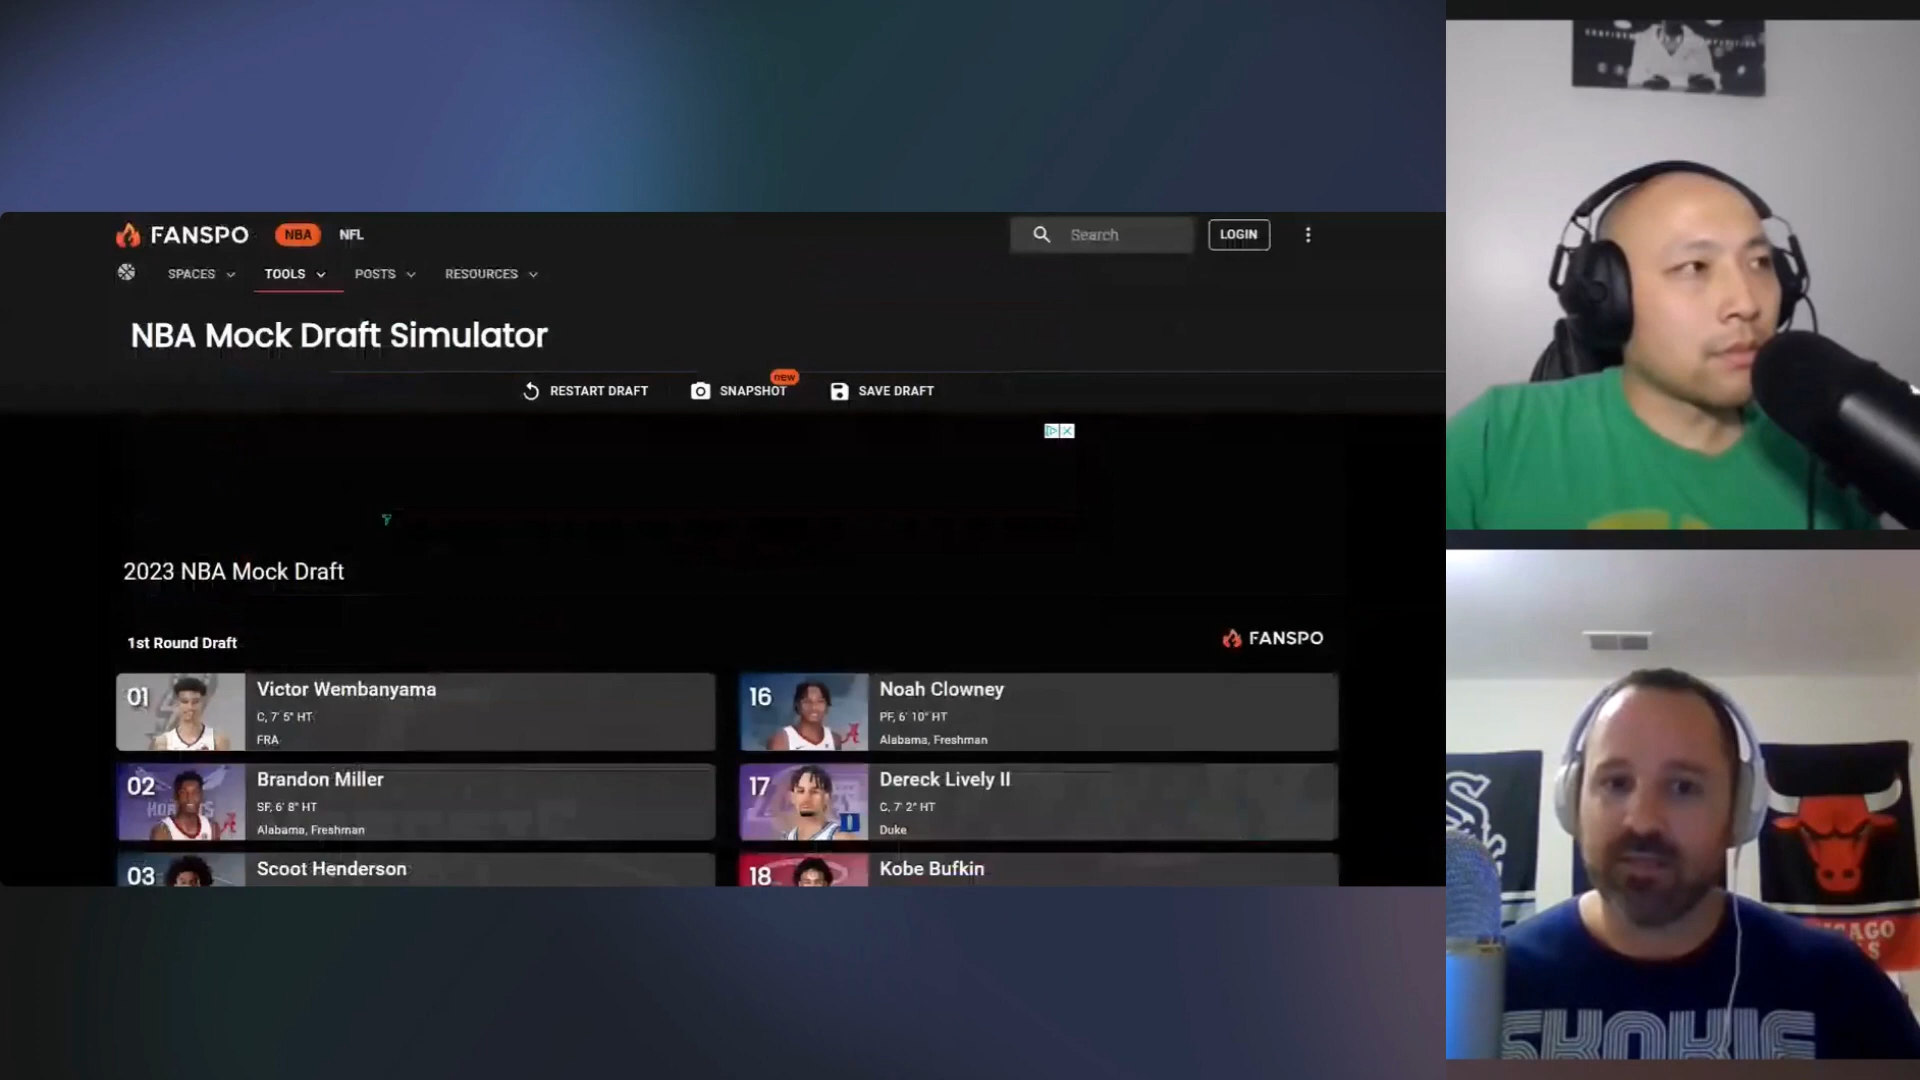 FANSPO NBA NFL Search LOGIN
SPACES TOOLS POSTS RESOURCES
NBA Mock Draft Simulator
new
RESTART DRAFT SNAPSHOT SAVE DRAFT
2023 NBA Mock Draft
1st Round Draft
FANSPO
01 Victor Wembanyama
C, 7' 5" HT
FRA
02 Brandon Miller
SF, 6' 8" HT
Alabama, Freshman
03 Scoot Henderson
16 Noah Clowney
PF, 6' 10" HT
Alabama, Freshman
17 Dereck Lively II
C, 7' 2" HT
Duke
18 Kobe Bufkin
SKOKIE